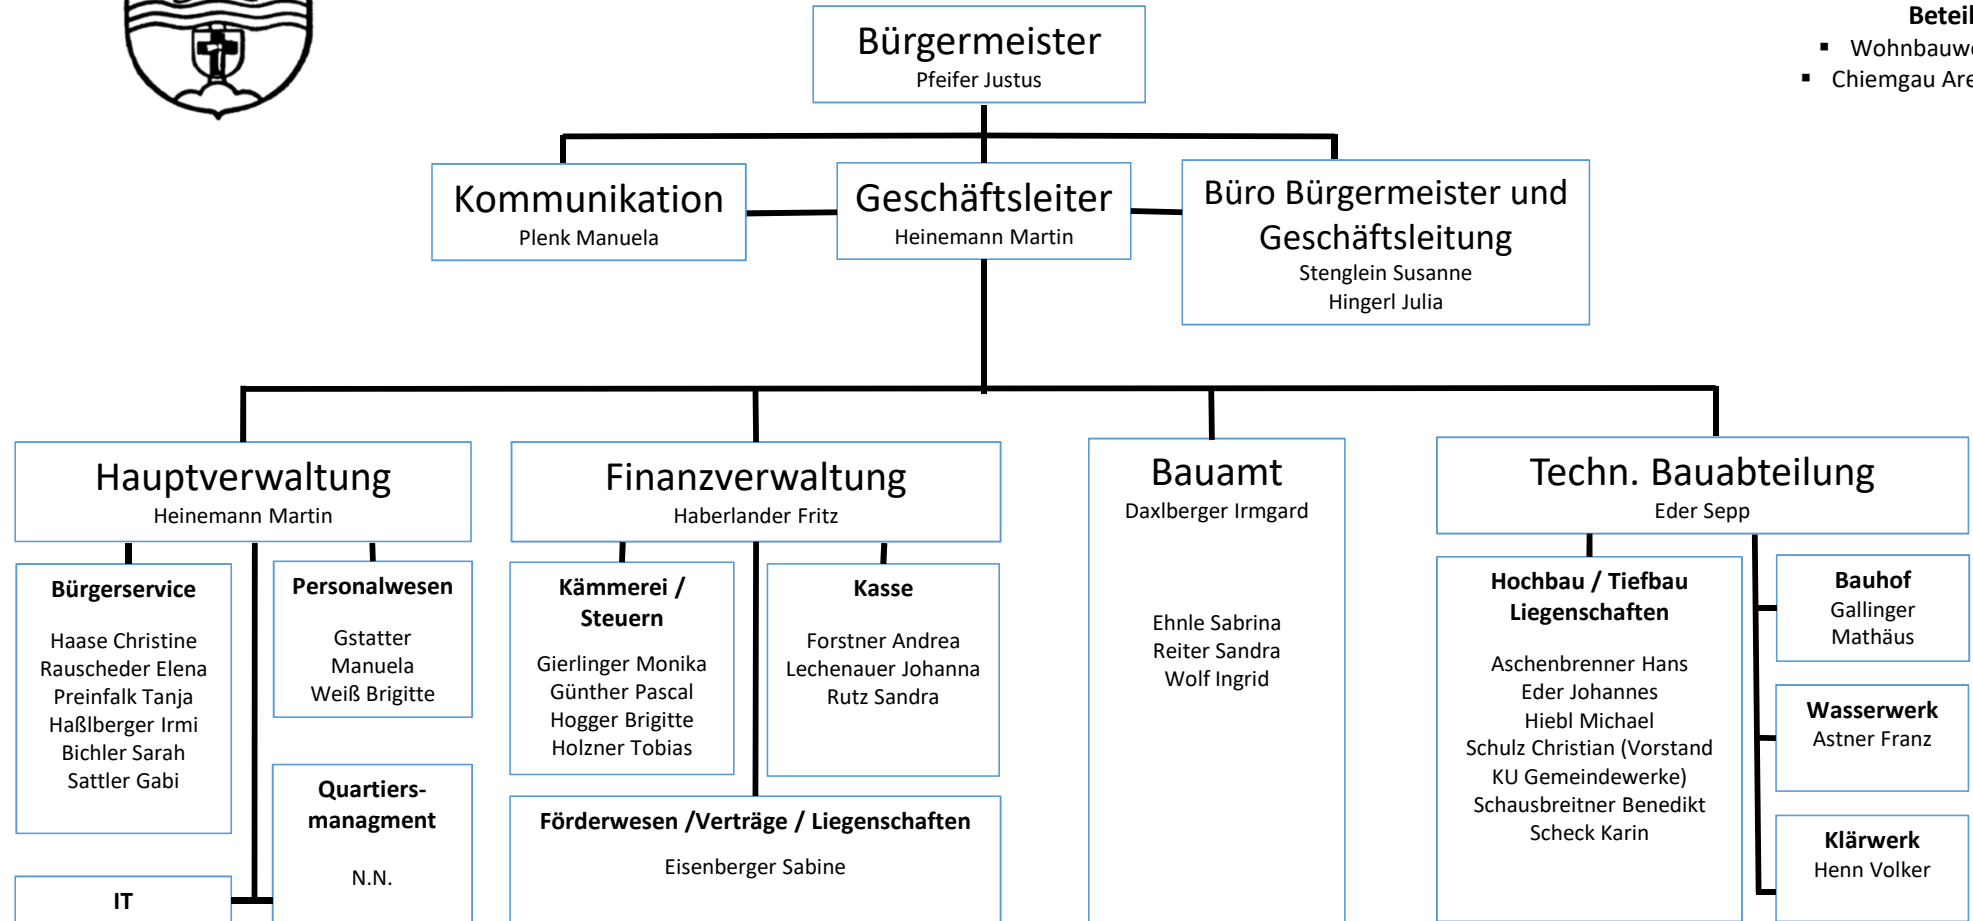 Bürgermeister
Pfeifer Justus
▪ Chiemgau
Kommunikation
Plenk Manuela
Geschäftsleiter
Heinemann Martin
Büro Bürgermeister und
Geschäftsleitung
Stenglein Susanne
Hingerl Julia
Hauptverwaltung
Heinemann Martin
Bürgerservice
Haase Christine
Rauscheder Elena
Preinfalk Tanja
Haßlberger Irmi
Bichler Sarah
Sattler Gabi
Personalwesen
Gstatter
Manuela
Weiß Brigitte
Quartiers-
managment
N.N.
IT
Finanzverwaltung
Haberlander Fritz
Kämmerei /
Steuern
Gierlinger Monika
Günther Pascal
Hogger Brigitte
Holzner Tobias
Kasse
Forstner Andrea
Lechenauer Johanna
Rutz Sandra
Förderwesen /Verträge / Liegenschaften
Eisenberger Sabine
Bauamt
Daxlberger Irmgard
Ehnle Sabrina
Reiter Sandra
Wolf Ingrid
Techn. Bauabteilung
Eder Sepp
Hochbau / Tiefbau
Liegenschaften
Aschenbrenner Hans
Eder Johannes
Hiebl Michael
Schulz Christian (Vorstand
KU Gemeindewerke)
Schausbreitner Benedikt
Scheck Karin
Bauhof
Gallinger
Mathäus
Wasserwerk
Astner Franz
Klärwerk
Henn Volker